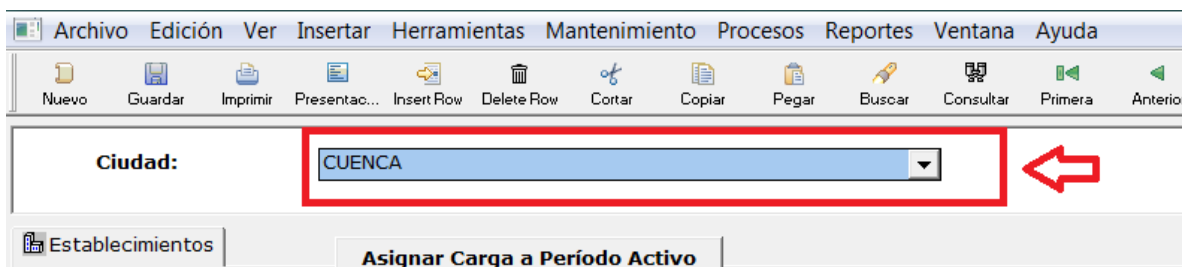 Archivo Edición Ver Insertar Herramientas Mantenimiento Procesos Reportes Ventana Ayuda
Nuevo Guardar Imprimir Presentac... Insert Row Delete Row Cortar Copiar Pegar Buscar Consultar Primera Anterio
Ciudad: CUENCA
Establecimientos
Asignar Carga a Período Activo